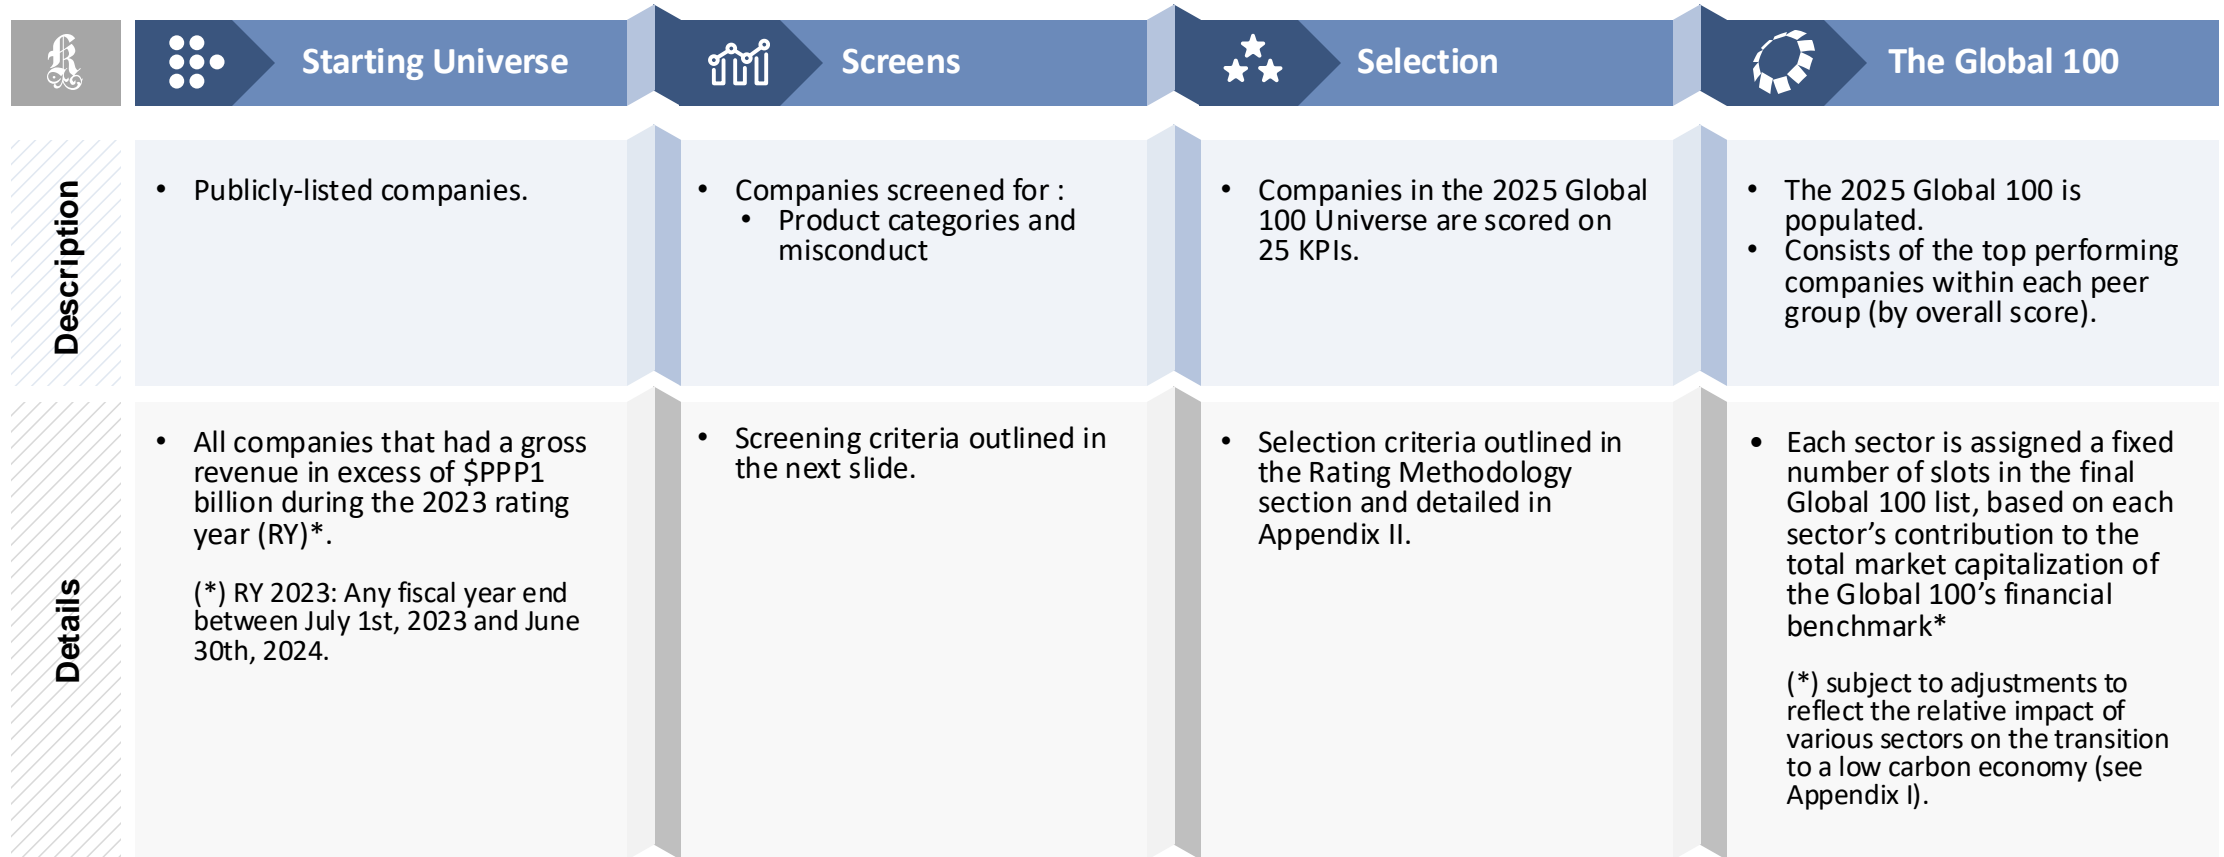 Starting Universe
Screens
Selection
The Global 100
Description
• Publicly-listed companies.
• Companies screened for :
• Product categories and
misconduct
• Companies in the 2025 Global
100 Universe are scored on
25 KPIs.
• The 2025 Global 100 is
populated.
• Consists of the top performing
companies within each peer
group (by overall score).
Details
• All companies that had a gross
revenue in excess of $PPP1
billion during the 2023 rating
year (RY)*.
(*) RY 2023: Any fiscal year end
between July 1st, 2023 and June
30th, 2024.
• Screening criteria outlined in
the next slide.
• Selection criteria outlined in
the Rating Methodology
section and detailed in
Appendix II.
• Each sector is assigned a fixed
number of slots in the final
Global 100 list, based on each
sector’s contribution to the
total market capitalization of
the Global 100’s financial
benchmark*
(*) subject to adjustments to
reflect the relative impact of
various sectors on the transition
to a low carbon economy (see
Appendix I).